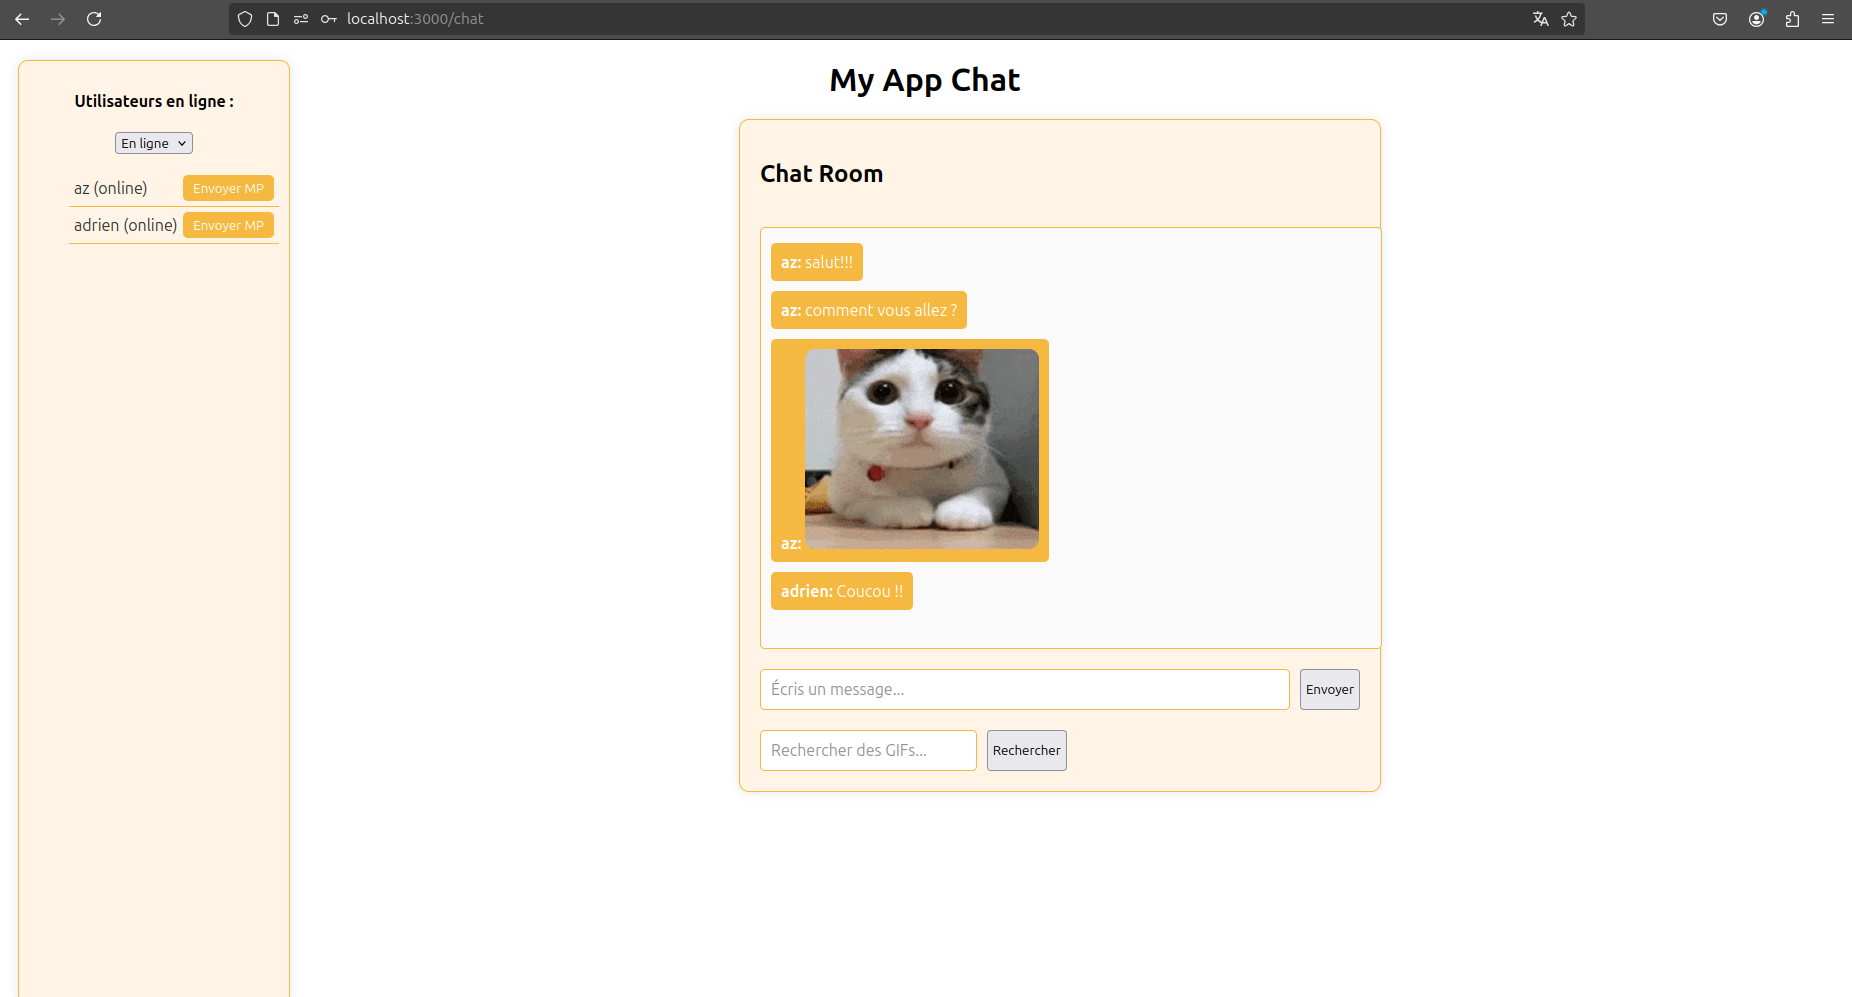 localhost:3000/chat
My App Chat
Utilisateurs en ligne :
En ligne
az (online) Envoyer MP
adrien (online) Envoyer MP
Chat Room
az: salut!!!
az: comment vous allez ?
az:
adrien: Coucou !!
Écris un message... Envoyer
Rechercher des GIFs... Rechercher